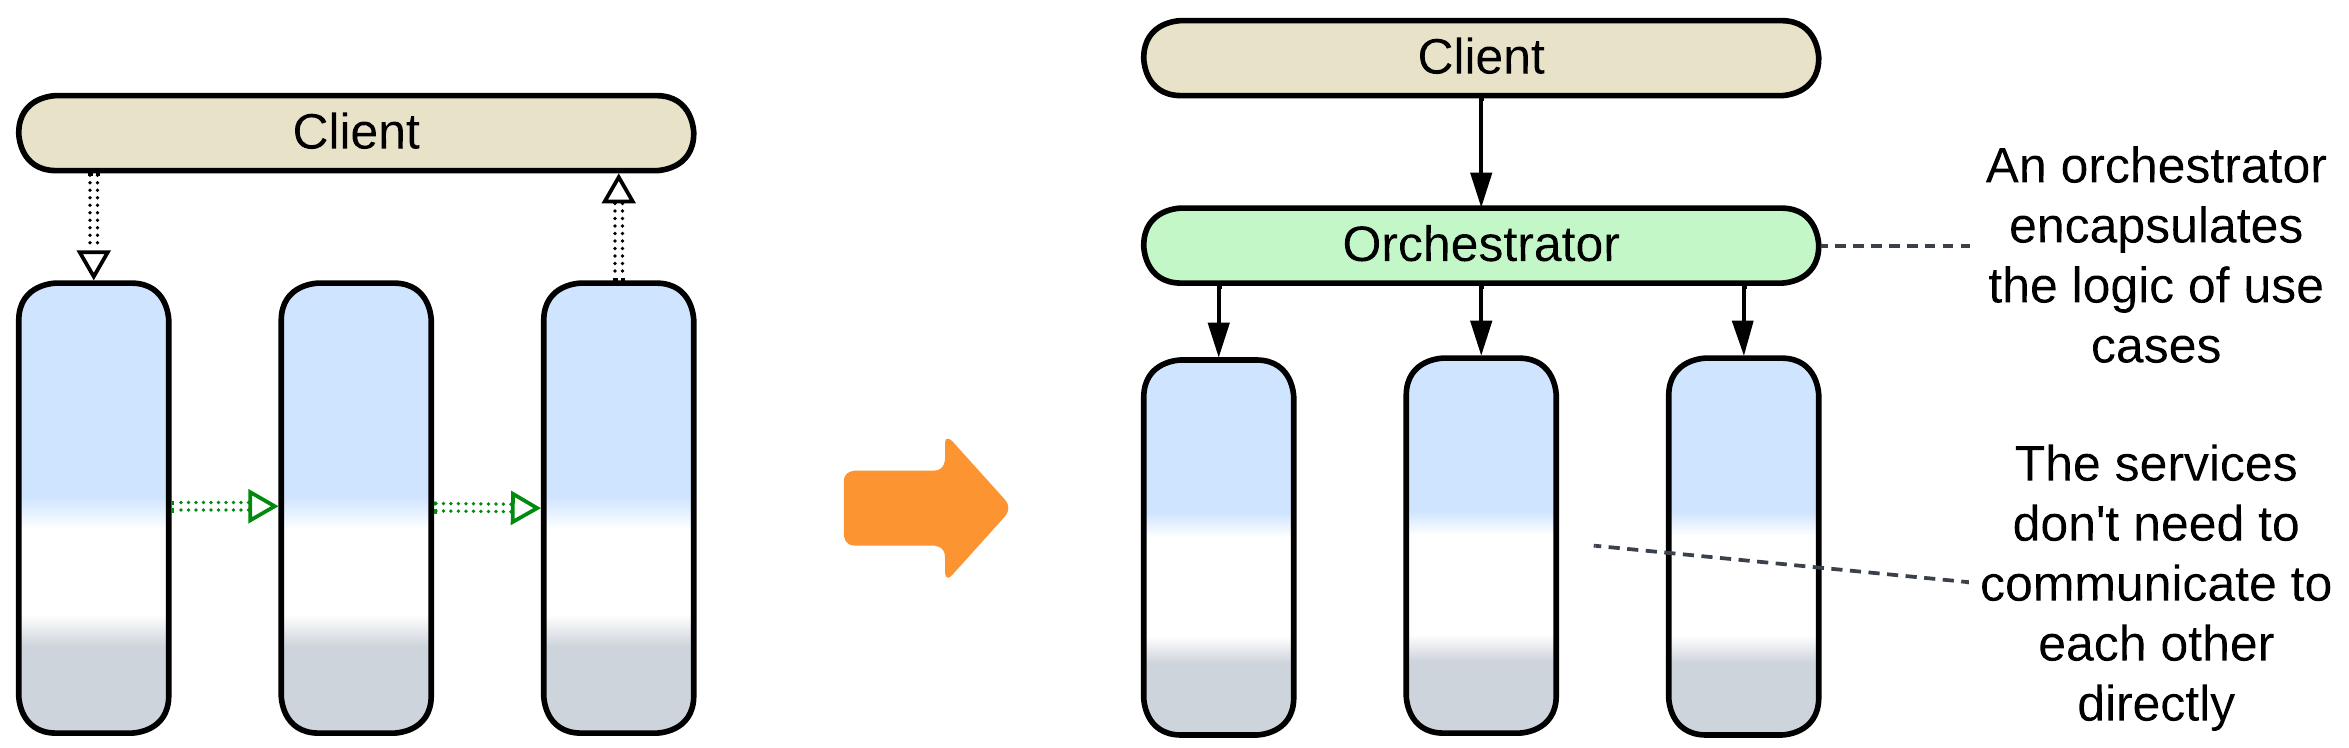 Client
Client
Orchestrator
An orchestrator
encapsulates
the logic of use
cases
The services
don't need to
communicate to
each other
directly